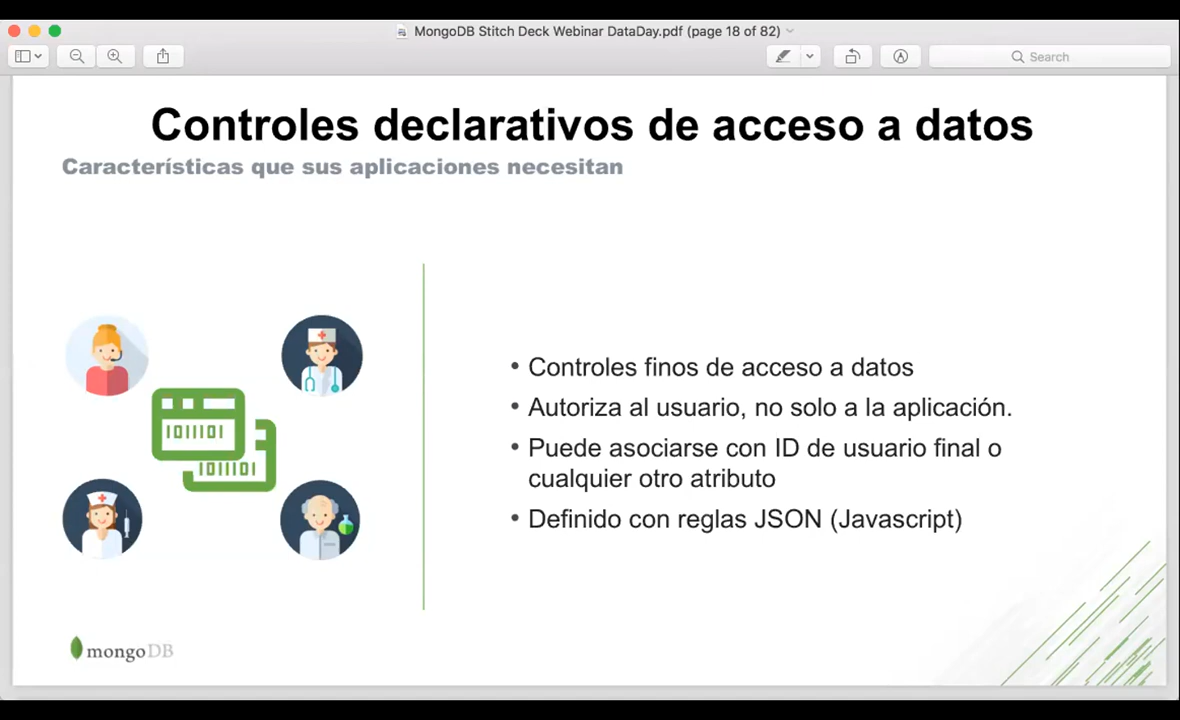 MongoDB Stitch Deck Webinar DataDay.pdf (page 18 of 82)
Search
Controles declarativos de acceso a datos
Características que sus aplicaciones necesitan
1011101
1011101
• Controles finos de acceso a datos
• Autoriza al usuario, no solo a la aplicación.
• Puede asociarse con ID de usuario final o
cualquier otro atributo
• Definido con reglas JSON (Javascript)
mongoDB